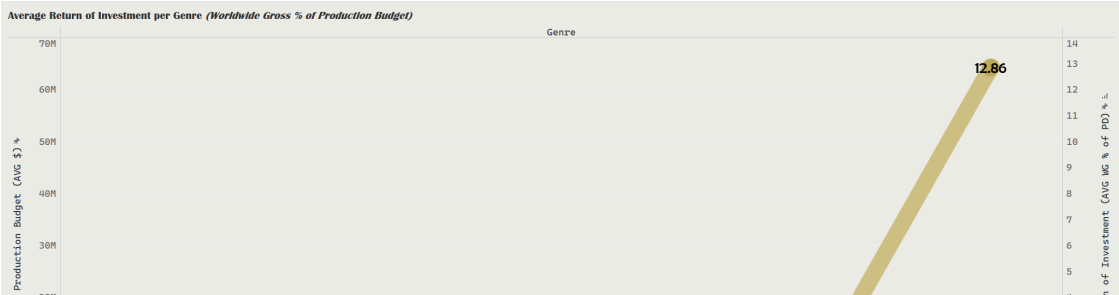 Average Return of Investment per Genre (Worldwide Gross % of Production Budget)
Genre
70M
60M
50M
40M
30M
Production Budget (AVG $)
12.86
14
13
12
11
10
9
8
7
6
5
of Investment (AVG WG % of PD)